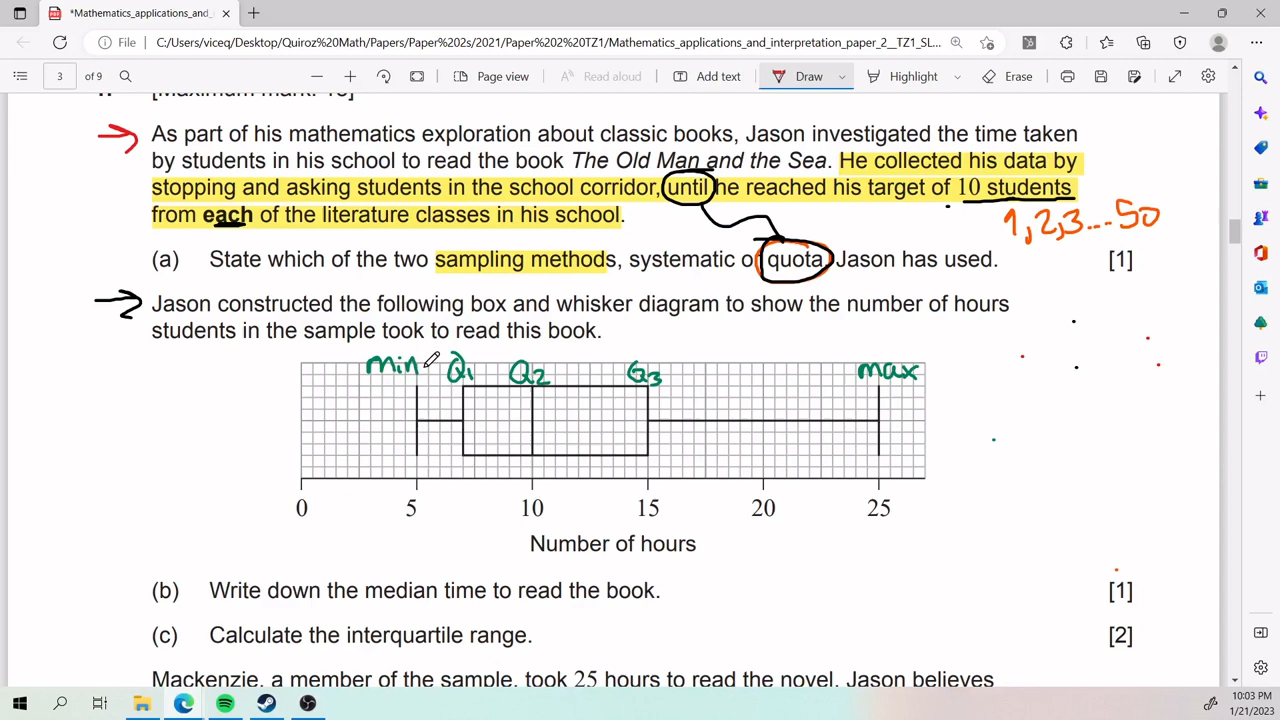 *Mathematics_applications_and_
File
C:/Users/viceq/Desktop/Quiroz%20Math/Papers/Paper%202s/2021/Paper%202%20TZ1/Mathematics_applications_and_interpretation_paper_2__TZ1_SL...
3 of 9
Page view
Read aloud
Add text
Draw
Highlight
Erase
As part of his mathematics exploration about classic books, Jason investigated the time taken
by students in his school to read the book The Old Man and the Sea. He collected his data by
stopping and asking students in the school corridor, until he reached his target of 10 students
from each of the literature classes in his school.
1, 2, 3 .... 50
(a) State which of the two sampling methods, systematic o quota, Jason has used. [1]
Jason constructed the following box and whisker diagram to show the number of hours
students in the sample took to read this book.
min Q1 Q2 Q3 max
0 5 10 15 20 25
Number of hours
(b) Write down the median time to read the book. [1]
(c) Calculate the interquartile range. [2]
Mackenzie, a member of the sample, took 25 hours to read the novel. Jason believes
10:03 PM
1/21/2023